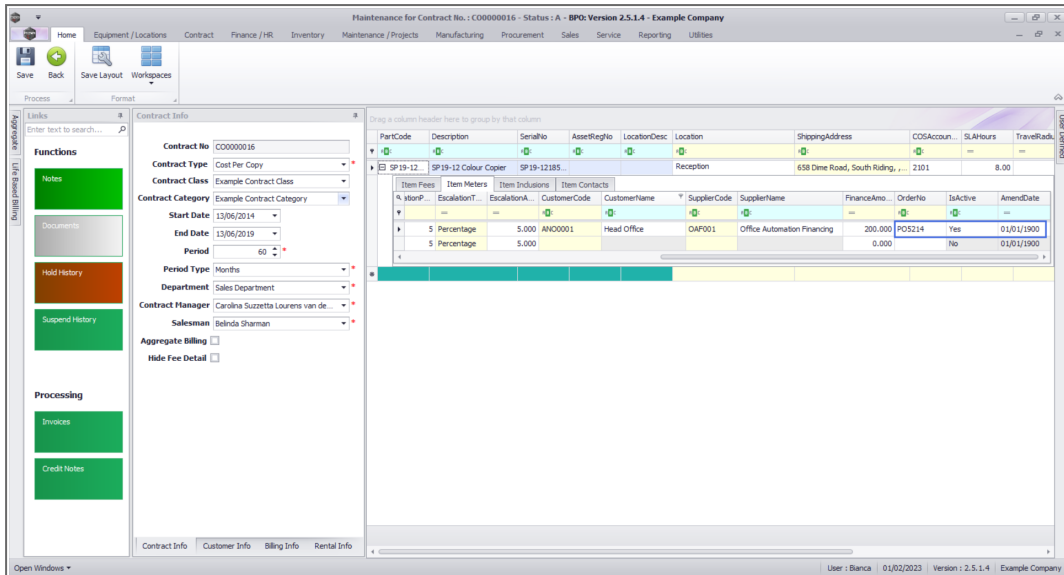 Maintenance for Contract No. : CO0000016 - Status : A - BPO: Version 2.5.1.4 - Example Company
Home Equipment / Locations Contract Finance / HR Inventory Maintenance / Projects Manufacturing Procurement Sales Service Reporting Utilities
Save Back Save Layout Workspaces
Process Format
Aggregate
Life Based Billing
Links
Enter text to search...
Functions
Notes
Documents
Hold History
Suspend History
Processing
Invoices
Credit Notes
Contract Info
Contract No CO0000016
Contract Type Cost Per Copy *
Contract Class Example Contract Class
Contract Category Example Contract Category
Start Date 13/06/2014
End Date 13/06/2019
Period 60 *
Period Type Months *
Department Sales Department *
Contract Manager Carolina Suzzetta Lourens van de... *
Salesman Belinda Sharman *
Aggregate Billing
Hide Fee Detail
Contract Info Customer Info Billing Info Rental Info
Drag a column header here to group by that column
PartCode Description SerialNo AssetRegNo LocationDesc Location ShippingAddress COSAccoun... SLAHours TravelRadiu
SP19-12... SP19-12 Colour Copier SP19-12185... Reception 658 Dime Road, South Riding, ,... 2101 8.00
Item Fees Item Meters Item Inclusions Item Contacts
ationP... EscalationT... EscalationA... CustomerCode CustomerName SupplierCode SupplierName FinanceAmo... OrderNo IsActive AmendDate
5 Percentage 5.000 ANO0001 Head Office OAF001 Office Automation Financing 200.000 PO5214 Yes 01/01/1900
5 Percentage 5.000 0.000 No 01/01/1900
User Defined
Open Windows User : Bianca 01/02/2023 Version : 2.5.1.4 Example Company